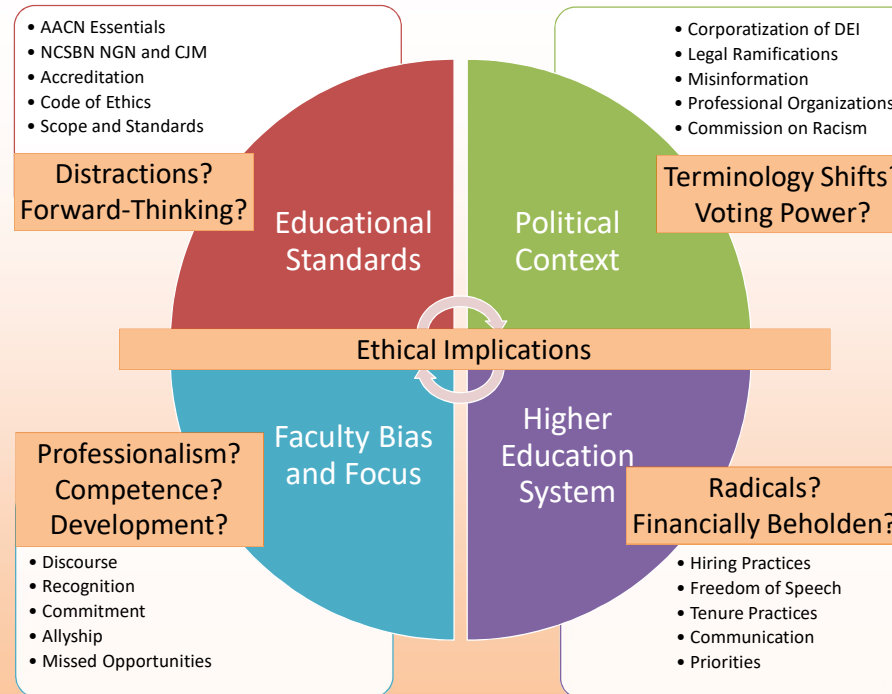 • AACN Essentials
• NCSBN NGN and CJM
• Accreditation
• Code of Ethics
• Scope and Standards
Distractions?
Forward-Thinking?
Educational
Standards
• Corporatization of DEI
• Legal Ramifications
• Misinformation
• Professional Organizations
• Commission on Racism
Terminology Shifts?
Voting Power?
Political
Context
Ethical Implications
Faculty Bias
and Focus
Professionalism?
Competence?
Development?
• Discourse
• Recognition
• Commitment
• Allyship
• Missed Opportunities
Higher
Education
System
Radicals?
Financially Beholden?
• Hiring Practices
• Freedom of Speech
• Tenure Practices
• Communication
• Priorities